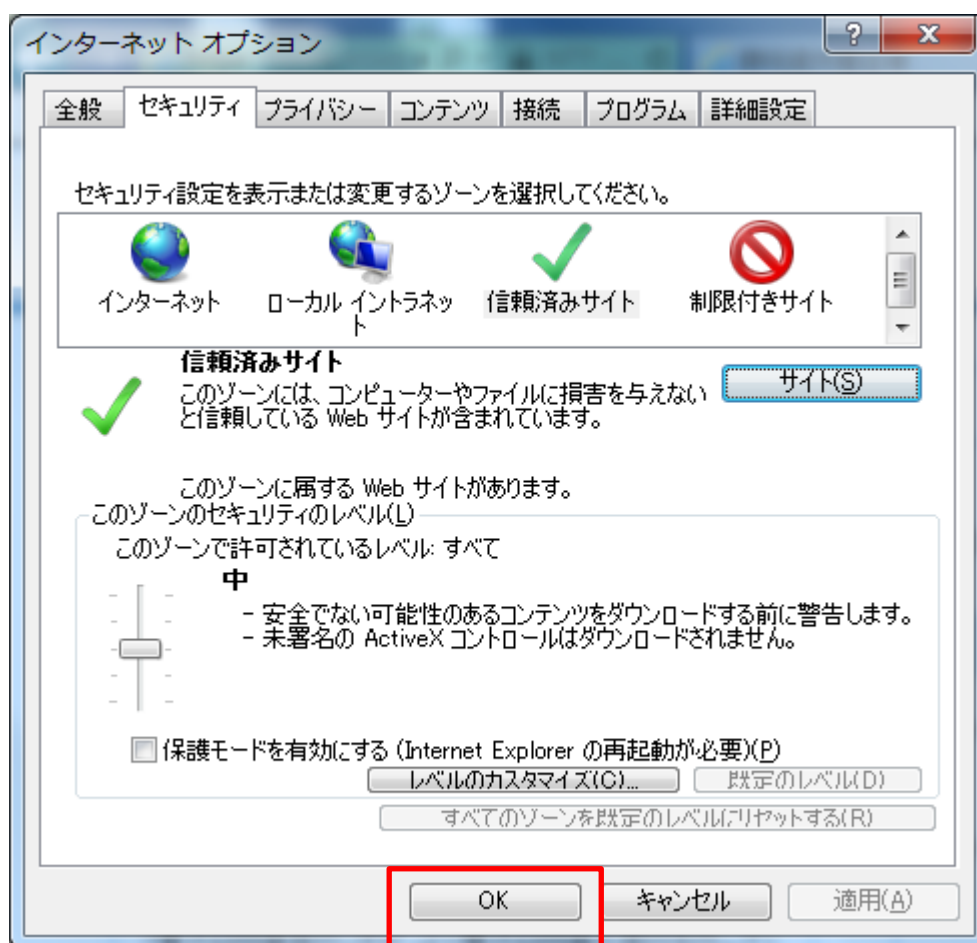 インターネット オプション
全般 セキュリティ プライバシー コンテンツ 接続 プログラム 詳細設定
セキュリティ設定を表示または変更するゾーンを選択してください。
インターネット
ローカル イントラネッ
ト
信頼済みサイト
制限付きサイト
信頼済みサイト
このゾーンには、コンピューターやファイルに損害を与えない
と信頼している Web サイトが含まれています。
サイト(S)
このゾーンに属する Web サイトがあります。
このゾーンのセキュリティのレベル(L)
このゾーンで許可されているレベル: すべて
中
- 安全でない可能性のあるコンテンツをダウンロードする前に警告します。
- 未署名の ActiveX コントロールはダウンロードされません。
保護モードを有効にする (Internet Explorer の再起動が必要)(P)
レベルのカスタマイズ(C)... 既定のレベル(D)
すべてのゾーンを既定のレベルにリセットする(R)
OK キャンセル 適用(A)